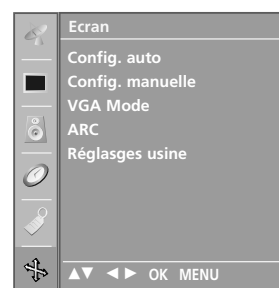 Ecran
Config. auto
Config. manuelle
VGA Mode
ARC
Réglasges usine
▲▼ ◄► OK MENU